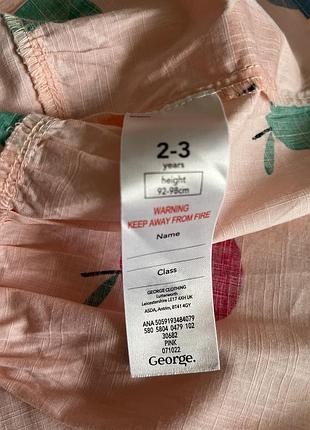 2-3
years
height
92-98cm
WARNING
KEEP AWAY FROM FIRE
Name
Class
GEORGE CLOTHING
Lutterworth
Leicestershire LE17 4XH UK
ASDA, Antrim, BT41 4GY
ANA 5059193484079
580 5804 0479 102
30682
PINK
071022
George.